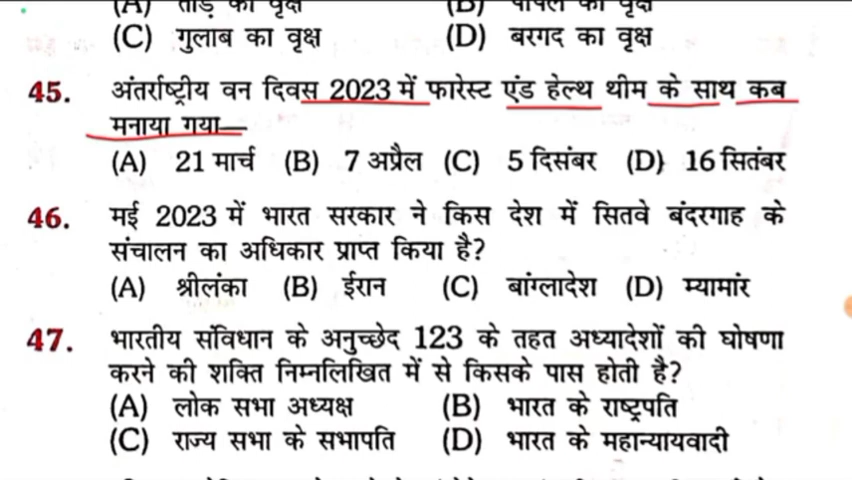 (A) ताड़ का वृक्ष (B) पीपल का वृक्ष
(C) गुलाब का वृक्ष (D) बरगद का वृक्ष
45. अंतर्राष्ट्रीय वन दिवस 2023 में फारेस्ट एंड हेल्थ थीम के साथ कब
मनाया गया—
(A) 21 मार्च (B) 7 अप्रैल (C) 5 दिसंबर (D) 16 सितंबर
46. मई 2023 में भारत सरकार ने किस देश में सितवे बंदरगाह के
संचालन का अधिकार प्राप्त किया है?
(A) श्रीलंका (B) ईरान (C) बांग्लादेश (D) म्यामांर
47. भारतीय संविधान के अनुच्छेद 123 के तहत अध्यादेशों की घोषणा
करने की शक्ति निम्नलिखित में से किसके पास होती है?
(A) लोक सभा अध्यक्ष (B) भारत के राष्ट्रपति
(C) राज्य सभा के सभापति (D) भारत के महान्यायवादी